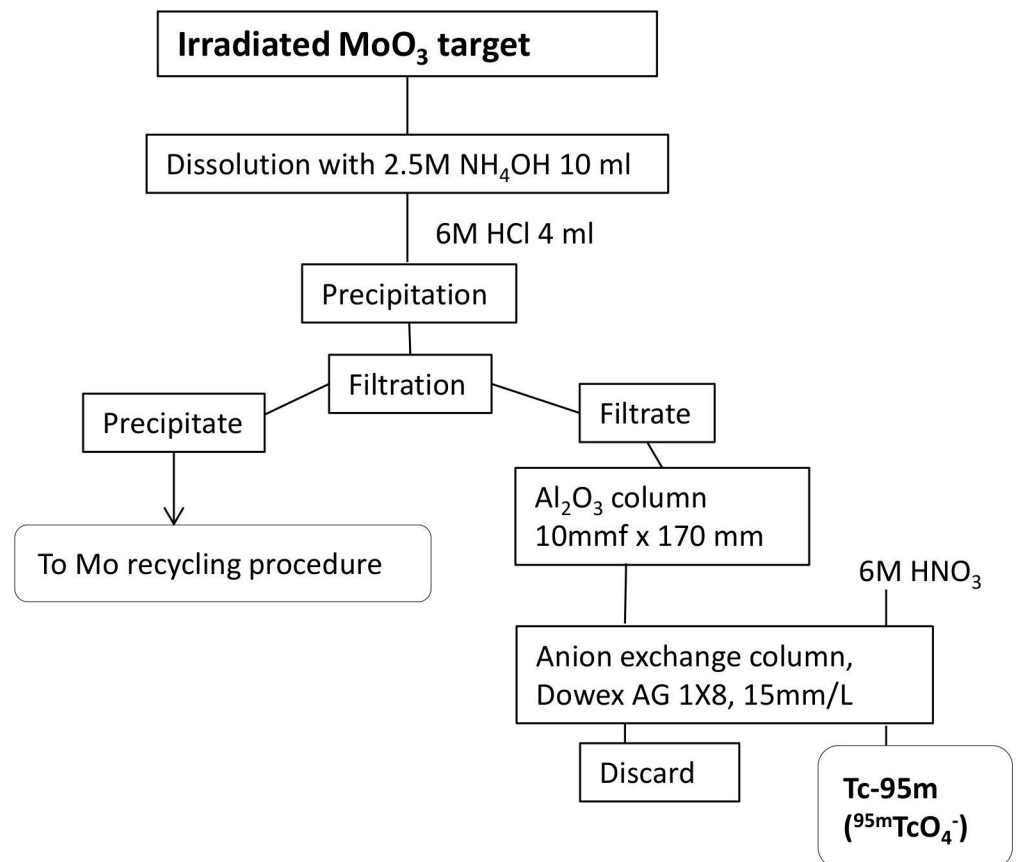 Irradiated MoO₃ target
Dissolution with 2.5M NH₄OH 10 ml
6M HCl 4 ml
Precipitation
Filtration
Precipitate
Filtrate
To Mo recycling procedure
Al₂O₃ column
10mmf x 170 mm
6M HNO₃
Anion exchange column,
Dowex AG 1X8, 15mm/L
Discard
Tc-95m
(⁹⁵ᵐTcO₄⁻)